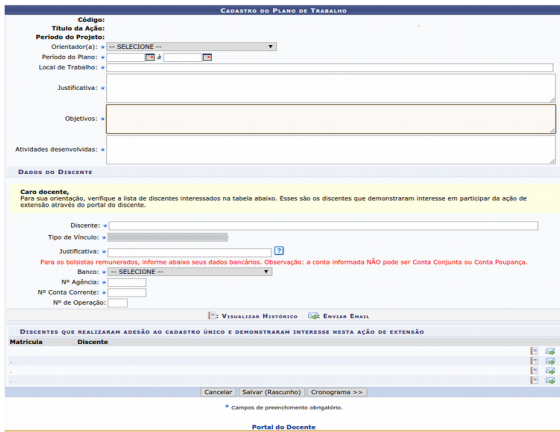 Cadastro do Plano de Trabalho
Código:
Título da Ação:
Período do Projeto:
Orientador(a): -- SELECIONE --
Período do Plano: a
Local de Trabalho:
Justificativa:
Objetivos:
Atividades desenvolvidas:
Dados do Discente
Caro docente,
Para sua orientação, verifique a lista de discentes interessados na tabela abaixo. Esses são os discentes que demonstraram interesse em participar da ação de
extensão através do portal do discente.
Discente:
Tipo de Vínculo:
Justificativa: ?
Para os bolsistas remunerados, informe abaixo seus dados bancários. Observação: a conta informada NÃO pode ser Conta Conjunta ou Conta Poupança.
Banco: -- SELECIONE --
Nº Agência:
Nº Conta Corrente:
Nº de Operação:
: Visualizar Histórico : Enviar Email
Discentes que realizaram adesão ao cadastro único e demonstraram interesse nesta ação de extensão
Matrícula Discente
Cancelar Salvar (Rascunho) Cronograma >>
* Campos de preenchimento obrigatório.
Portal do Docente